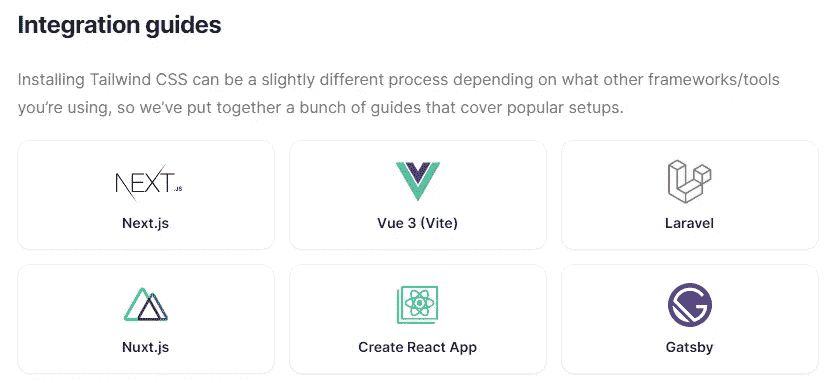 Integration guides
Installing Tailwind CSS can be a slightly different process depending on what other frameworks/tools
you’re using, so we’ve put together a bunch of guides that cover popular setups.
NEXT.JS
Next.js
Vue 3 (Vite)
Laravel
Nuxt.js
Create React App
Gatsby